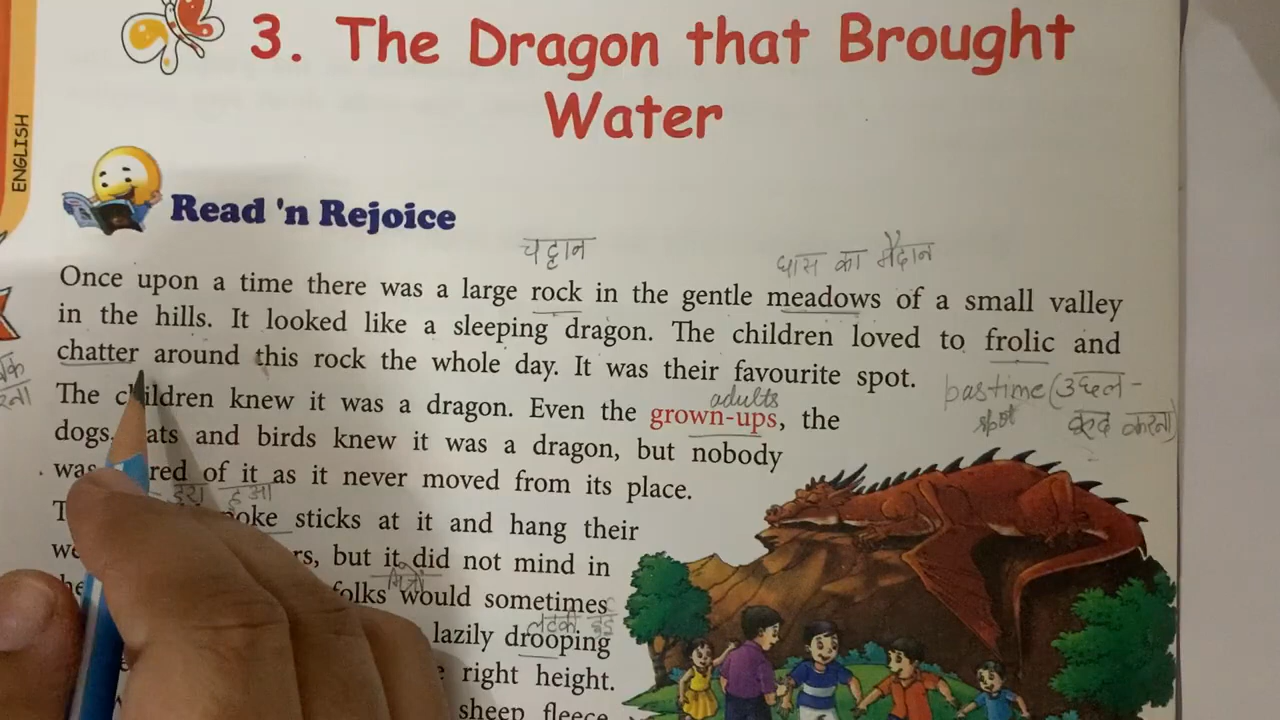 3. The Dragon that Brought
Water
ENGLISH
Read 'n Rejoice
चट्टान
घास का मैदान
Once upon a time there was a large rock in the gentle meadows of a small valley
in the hills. It looked like a sleeping dragon. The children loved to frolic and
chatter around this rock the whole day. It was their favourite spot.
bastime (उछल-
कूद करना)
spot
adults
The children knew it was a dragon. Even the grown-ups, the
dogs, and birds knew it was a dragon, but nobody
was of it as it never moved from its place.
डरा हुआ
poke sticks at it and hang their
but it did not mind in
मित्रों
folks would sometimes
लटकी हुई
lazily drooping
right height.
sheep fleece